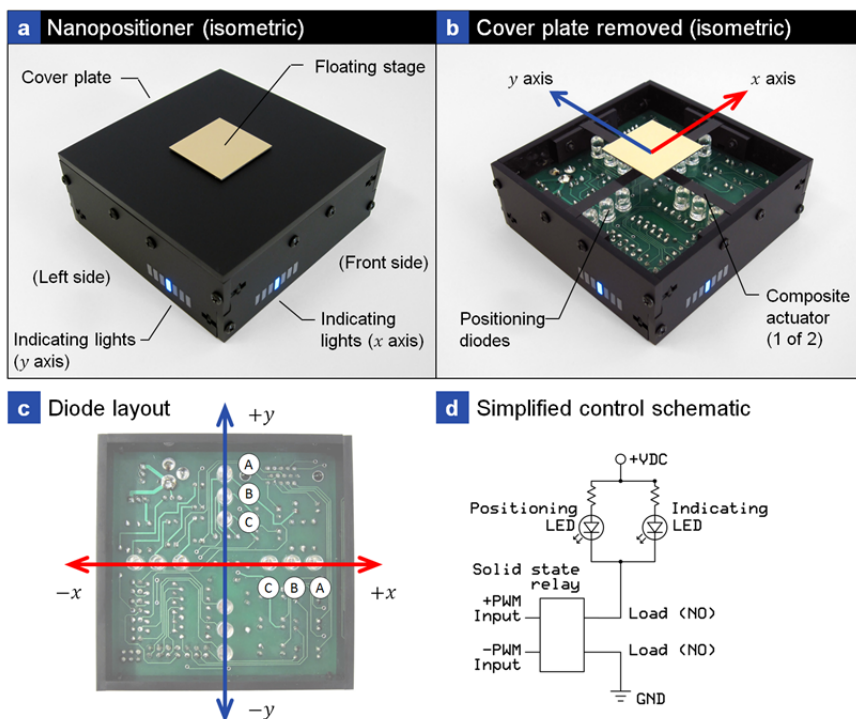 a Nanopositioner (isometric)
Cover plate
Floating stage
(Left side)
(Front side)
Indicating lights
(y axis)
Indicating
lights (x axis)
b Cover plate removed (isometric)
y axis
x axis
Positioning
diodes
Composite
actuator
(1 of 2)
c Diode layout
+y
A
B
C
−x
C B A
+x
−y
d Simplified control schematic
+VDC
Positioning
LED
Indicating
LED
Solid state
relay
+PWM
Input
Load (NO)
−PWM
Input
Load (NO)
GND